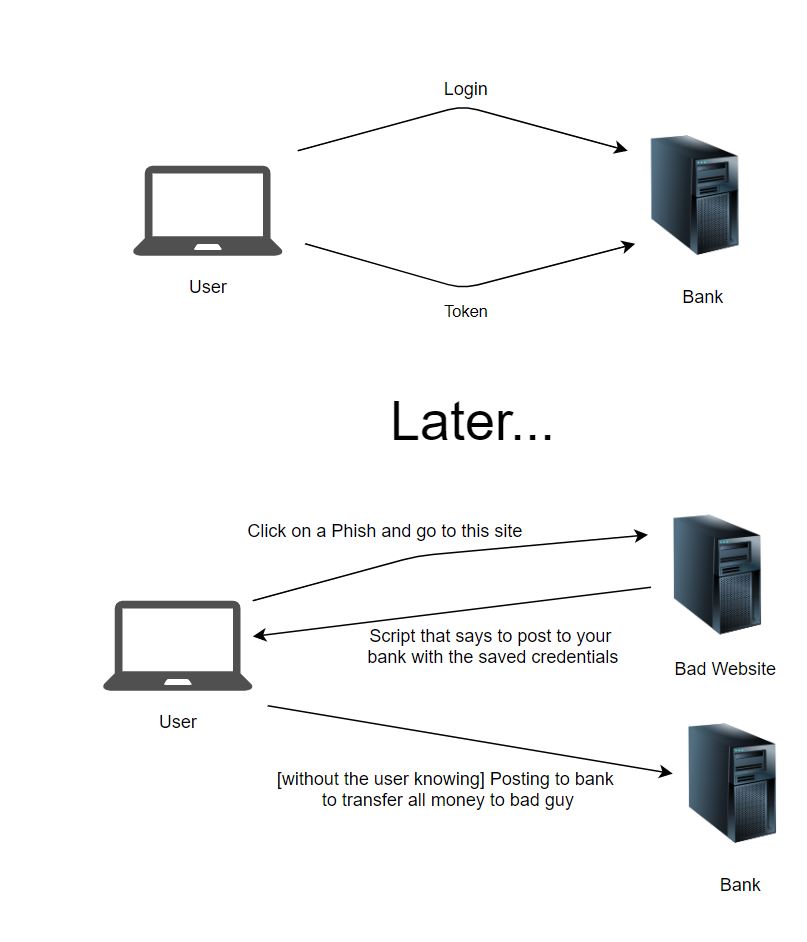 Login
User
Bank
Token
Later...
Click on a Phish and go to this site
Script that says to post to your
bank with the saved credentials
Bad Website
User
[without the user knowing] Posting to bank
to transfer all money to bad guy
Bank